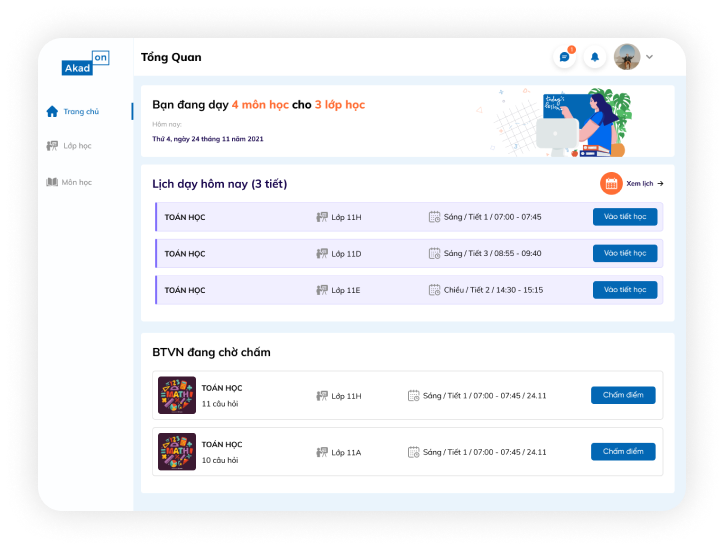 Akad on
Tổng Quan
Trang chủ
Lớp học
Môn học
Bạn đang dạy 4 môn học cho 3 lớp học
Hôm nay:
Thứ 4, ngày 24 tháng 11 năm 2021
Lịch dạy hôm nay (3 tiết)
Xem lịch →
TOÁN HỌC Lớp 11H Sáng / Tiết 1 / 07:00 - 07:45 Vào tiết học
TOÁN HỌC Lớp 11D Sáng / Tiết 3 / 08:55 - 09:40 Vào tiết học
TOÁN HỌC Lớp 11E Chiều / Tiết 2 / 14:30 - 15:15 Vào tiết học
BTVN đang chờ chấm
MATH
TOÁN HỌC
11 câu hỏi
Lớp 11H Sáng / Tiết 1 / 07:00 - 07:45 / 24.11 Chấm điểm
MATH
TOÁN HỌC
10 câu hỏi
Lớp 11A Sáng / Tiết 1 / 07:00 - 07:45 / 24.11 Chấm điểm